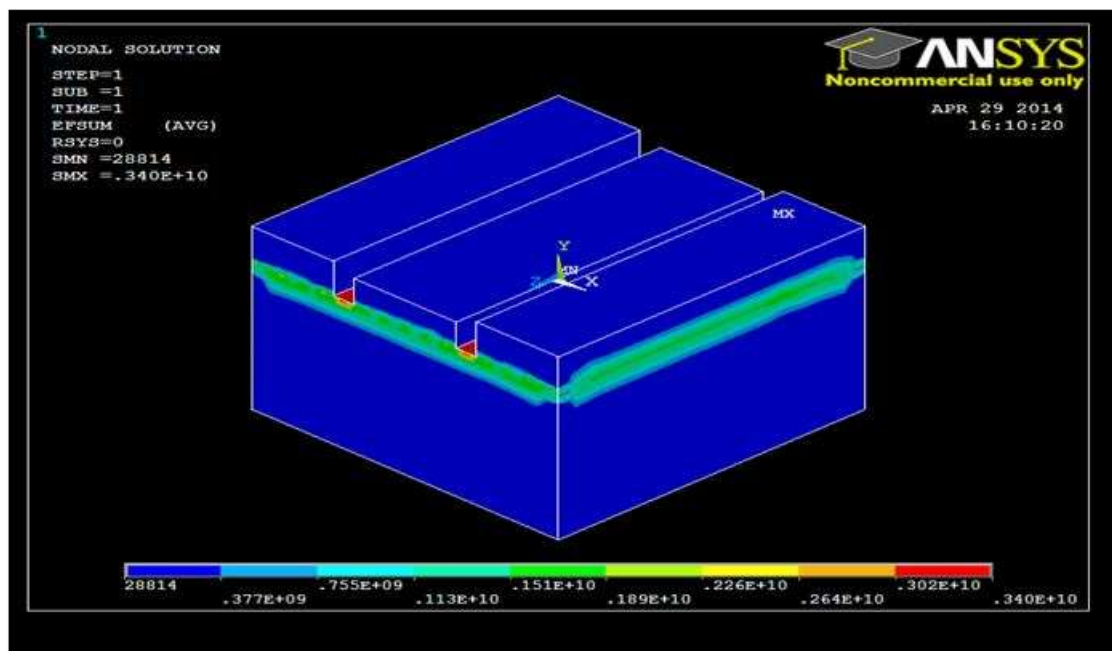 1
NODAL SOLUTION
STEP=1
SUB =1
TIME=1
EFSUM (AVG)
RSYS=0
SMN =28814
SMX =.340E+10
ANSYS
Noncommercial use only
APR 29 2014
16:10:20
MX
Y
MN
Z
X
28814
.377E+09
.755E+09
.113E+10
.151E+10
.189E+10
.226E+10
.264E+10
.302E+10
.340E+10